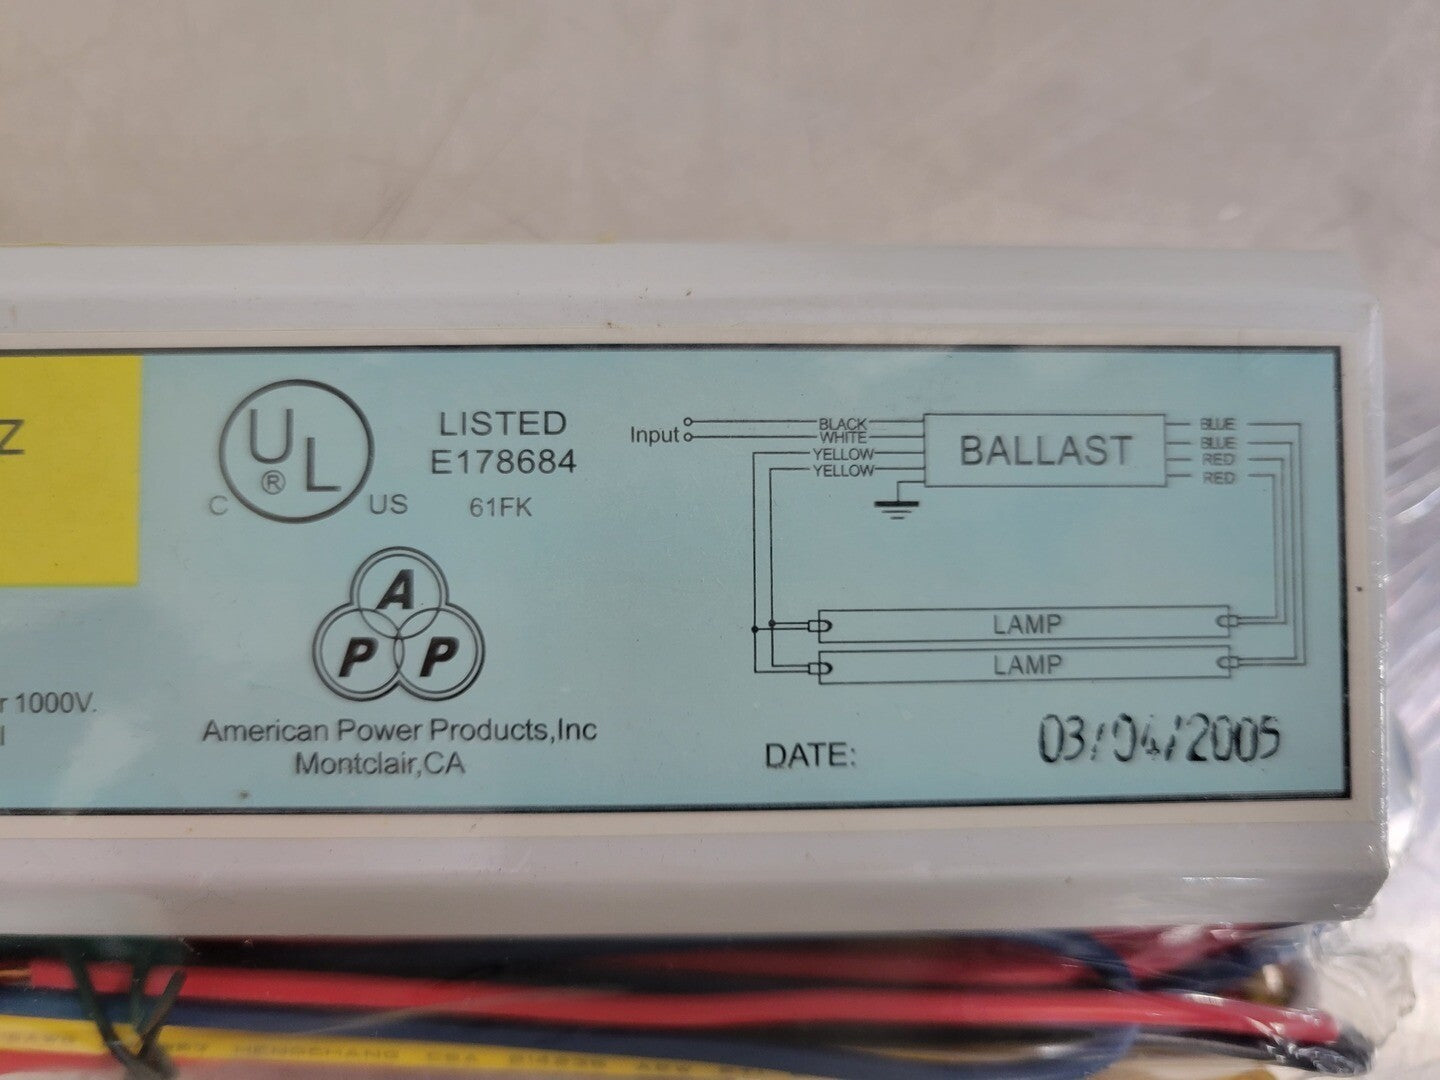 Z
r 1000V.
UL
®
C US
LISTED
E178684
61FK
A
P P
American Power Products,Inc
Montclair,CA
Input
BLACK
WHITE
YELLOW
YELLOW
BALLAST
BLUE
BLUE
RED
RED
LAMP
LAMP
DATE: 03/04/2005